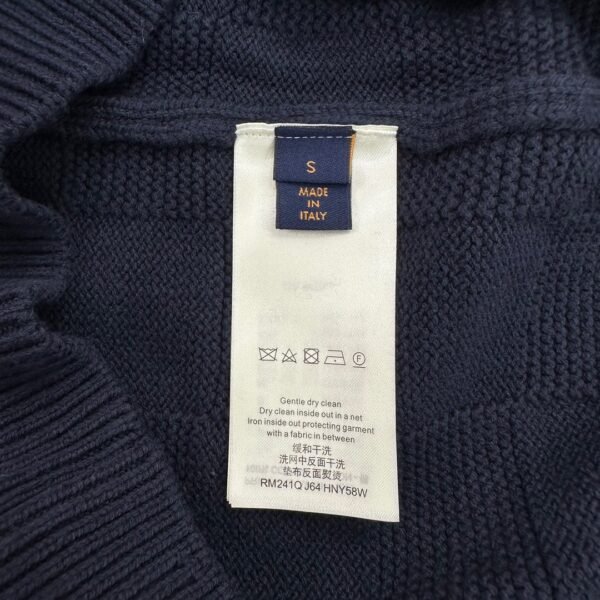 S
MADE
IN
ITALY
Gentle dry clean
Dry clean inside out in a net
Iron inside out protecting garment
with a fabric in between
缓和干洗
洗网中反面干洗
垫布反面熨烫
RM241Q J64 HNY58W